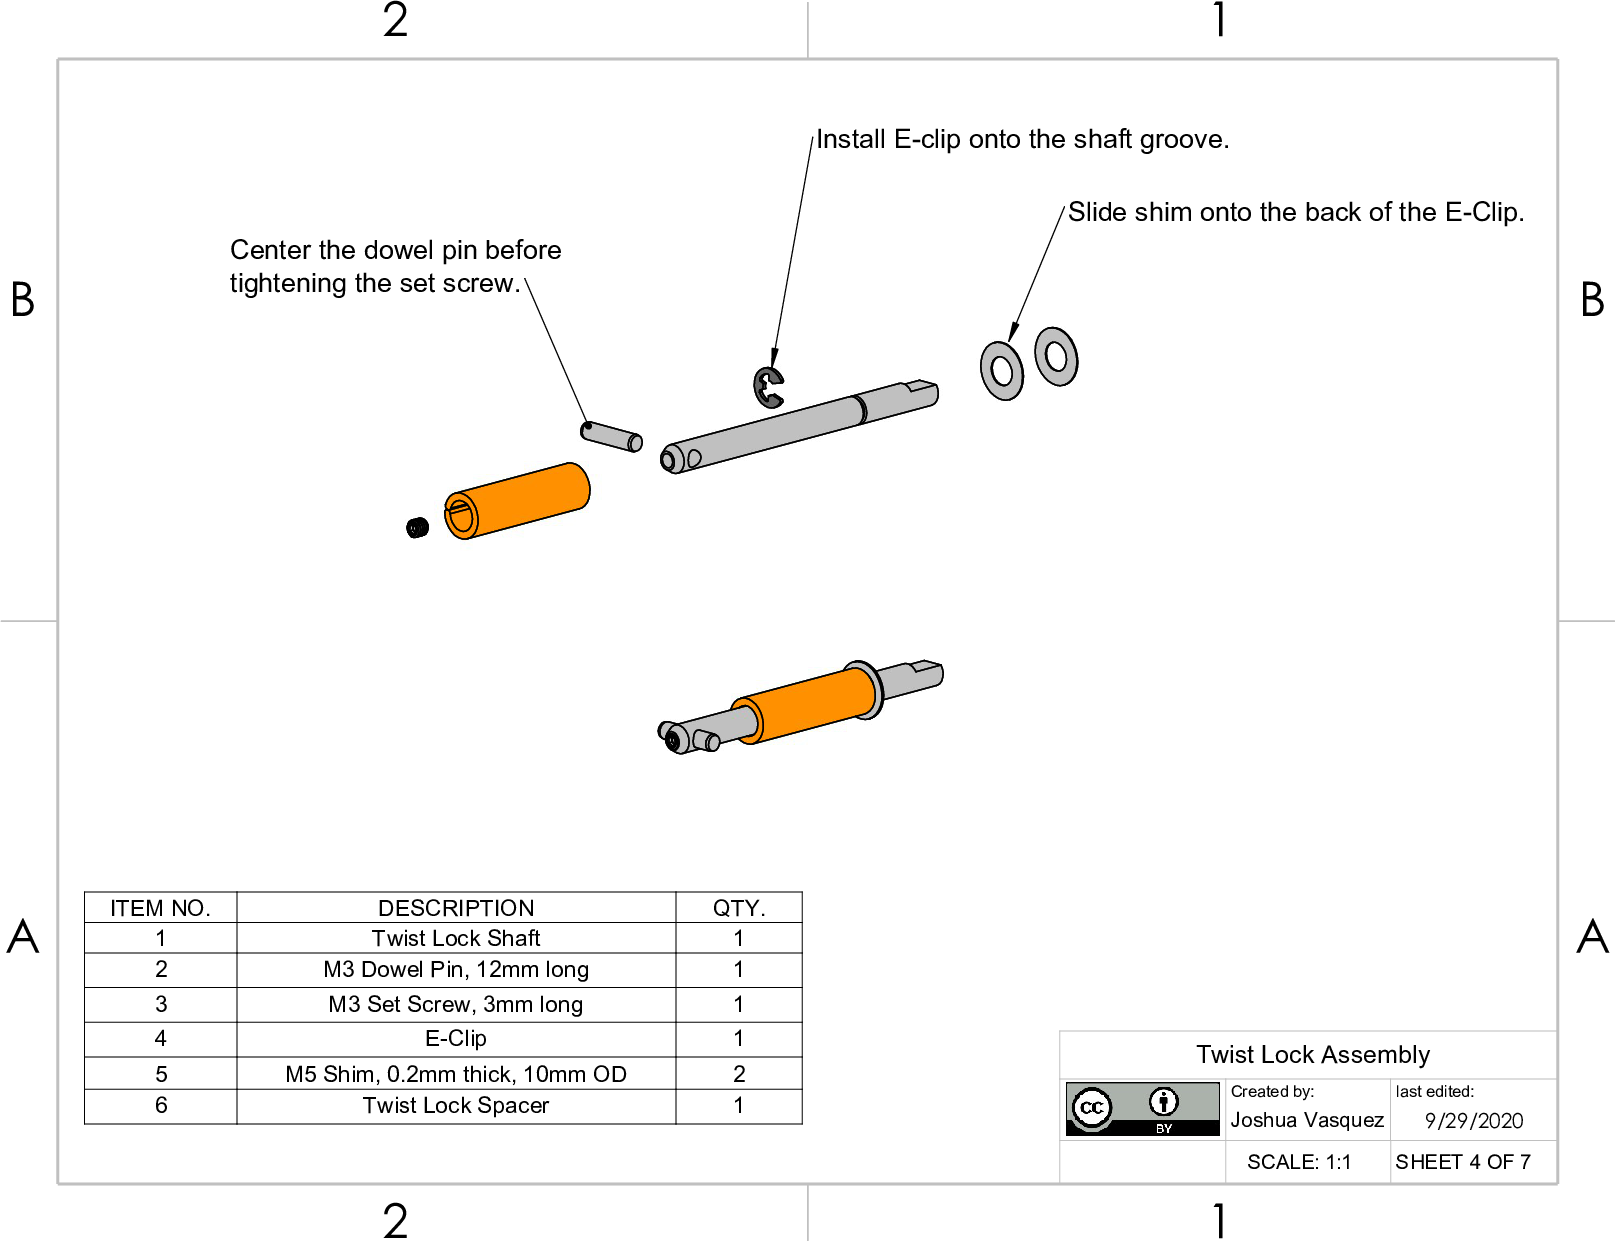 2 1
Install E-clip onto the shaft groove.
Slide shim onto the back of the E-Clip.
Center the dowel pin before
tightening the set screw.
B B
A A
ITEM NO. DESCRIPTION QTY.
1 Twist Lock Shaft 1
2 M3 Dowel Pin, 12mm long 1
3 M3 Set Screw, 3mm long 1
4 E-Clip 1
5 M5 Shim, 0.2mm thick, 10mm OD 2
6 Twist Lock Spacer 1
Twist Lock Assembly
cc
BY
Created by:
Joshua Vasquez
last edited:
9/29/2020
SCALE: 1:1
SHEET 4 OF 7
2 1